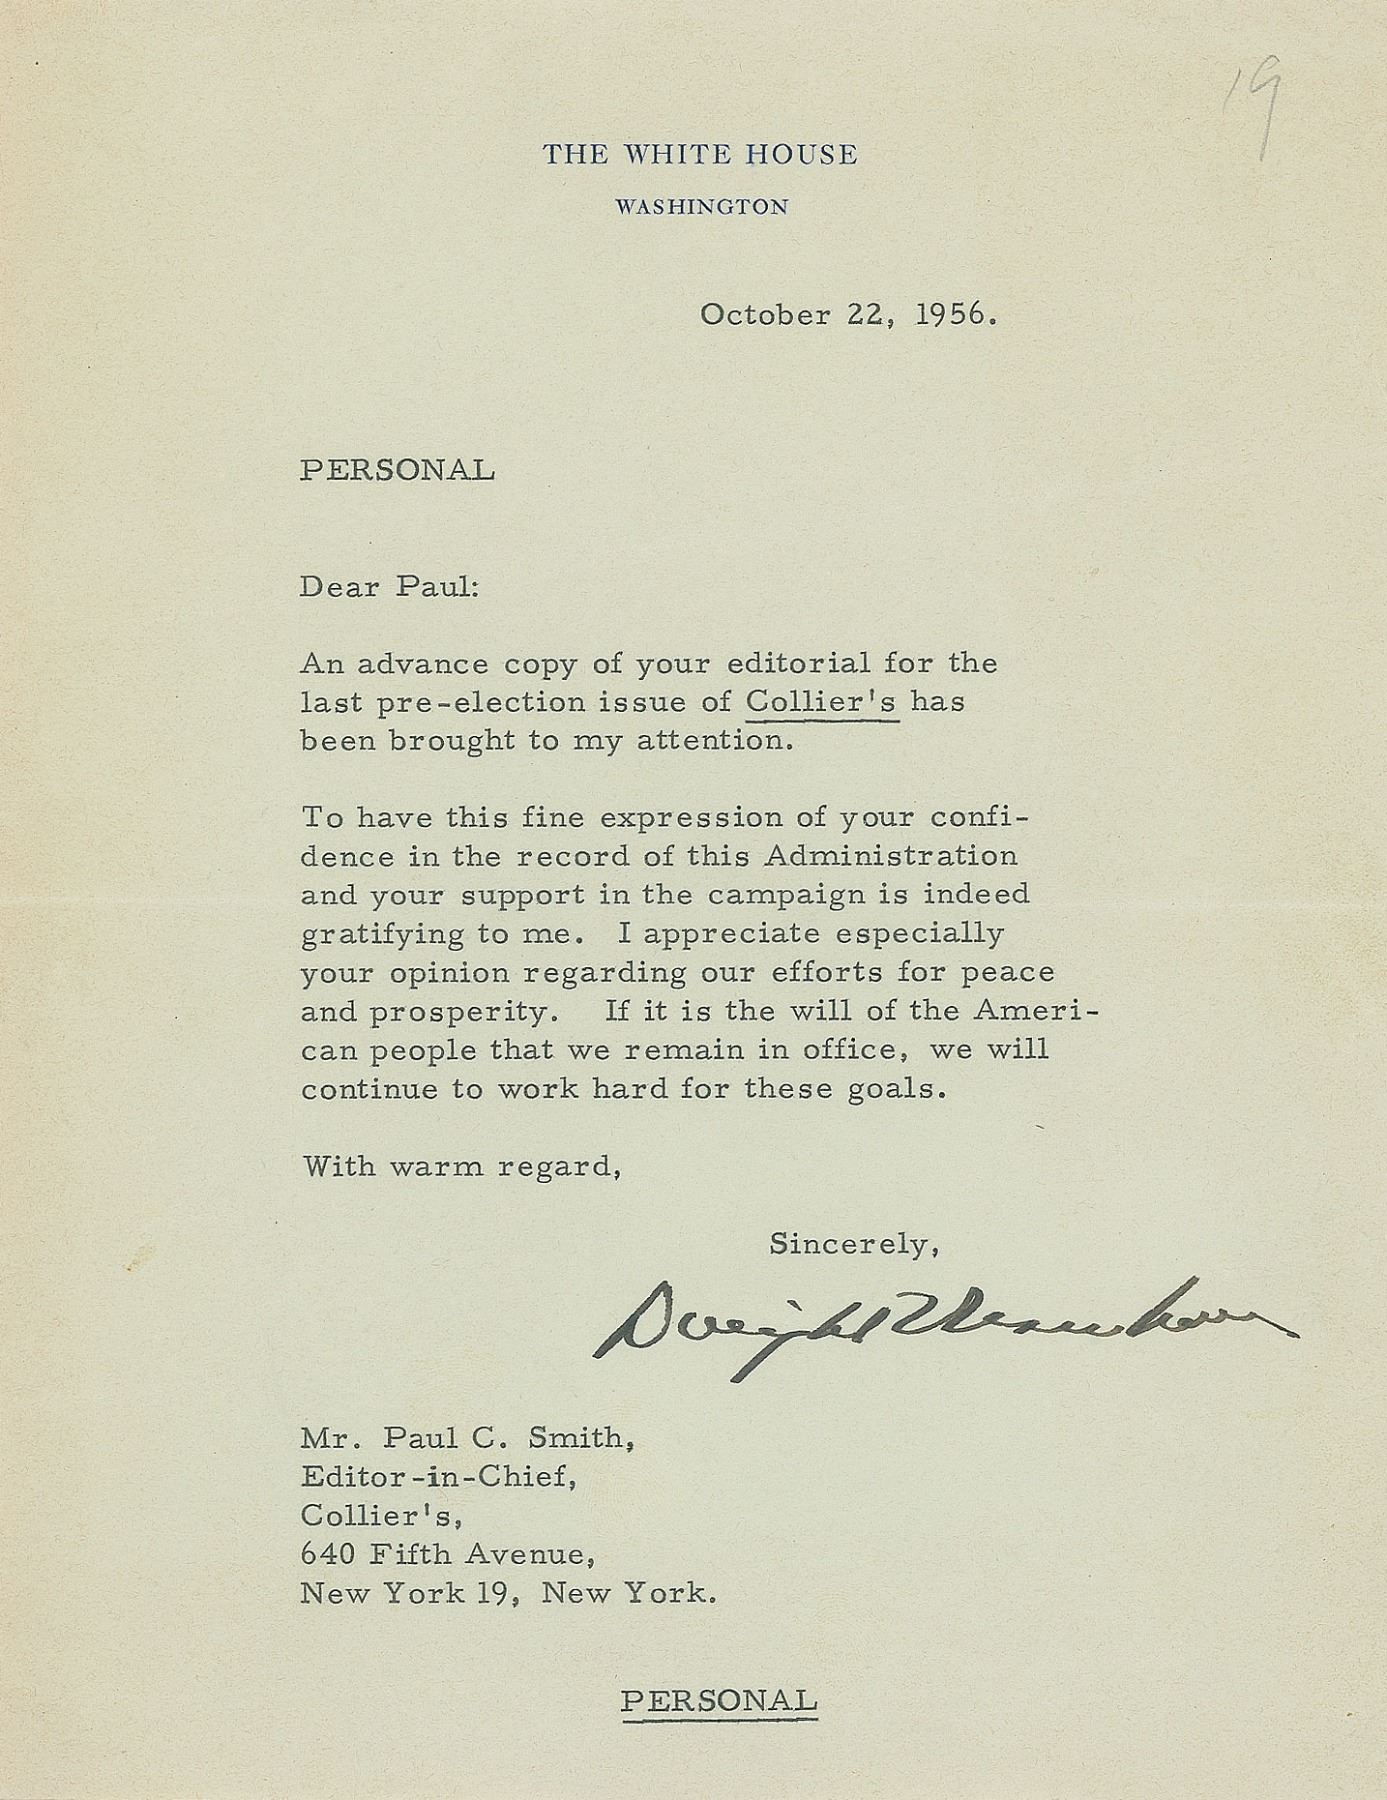 19
THE WHITE HOUSE
WASHINGTON
October 22, 1956.
PERSONAL
Dear Paul:
An advance copy of your editorial for the
last pre-election issue of Collier's has
been brought to my attention.
To have this fine expression of your confi-
dence in the record of this Administration
and your support in the campaign is indeed
gratifying to me. I appreciate especially
your opinion regarding our efforts for peace
and prosperity. If it is the will of the Ameri-
can people that we remain in office, we will
continue to work hard for these goals.
With warm regard,
Sincerely,
Dwight D Eisenhower
Mr. Paul C. Smith,
Editor-in-Chief,
Collier's,
640 Fifth Avenue,
New York 19, New York.
PERSONAL